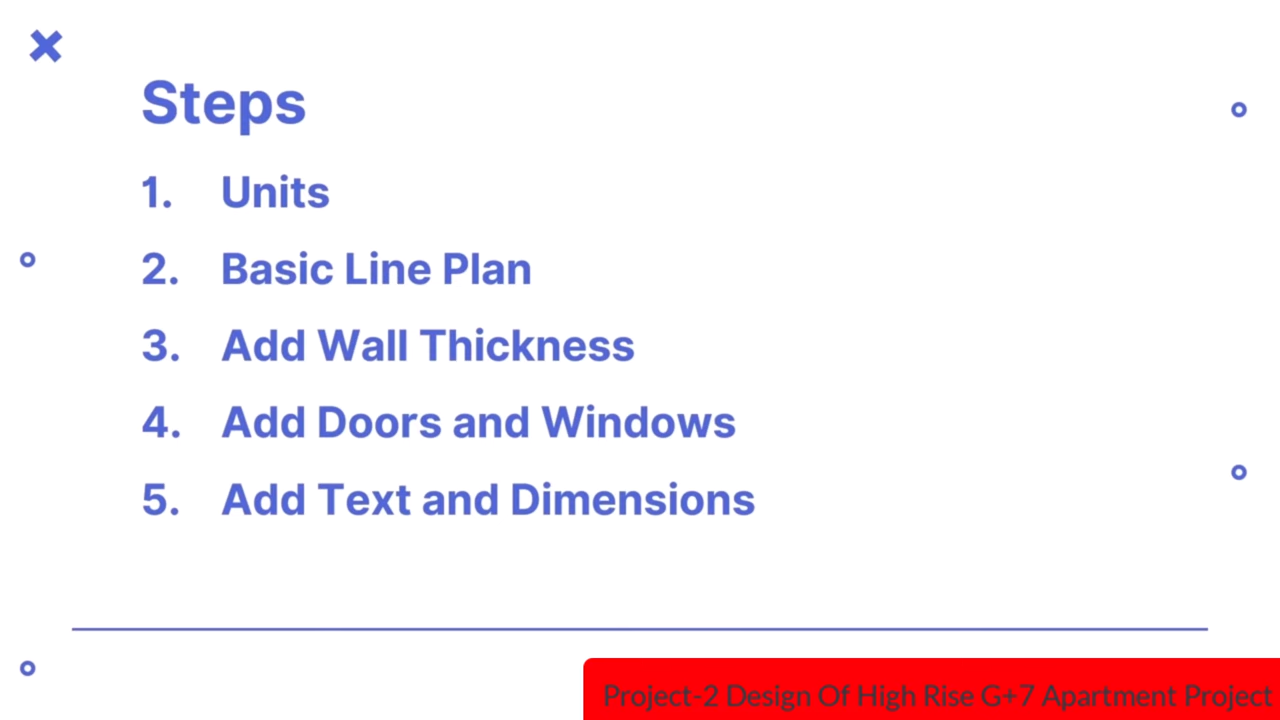 Steps
1. Units
2. Basic Line Plan
3. Add Wall Thickness
4. Add Doors and Windows
5. Add Text and Dimensions
Project-2 Design Of High Rise G+7 Apartment Project